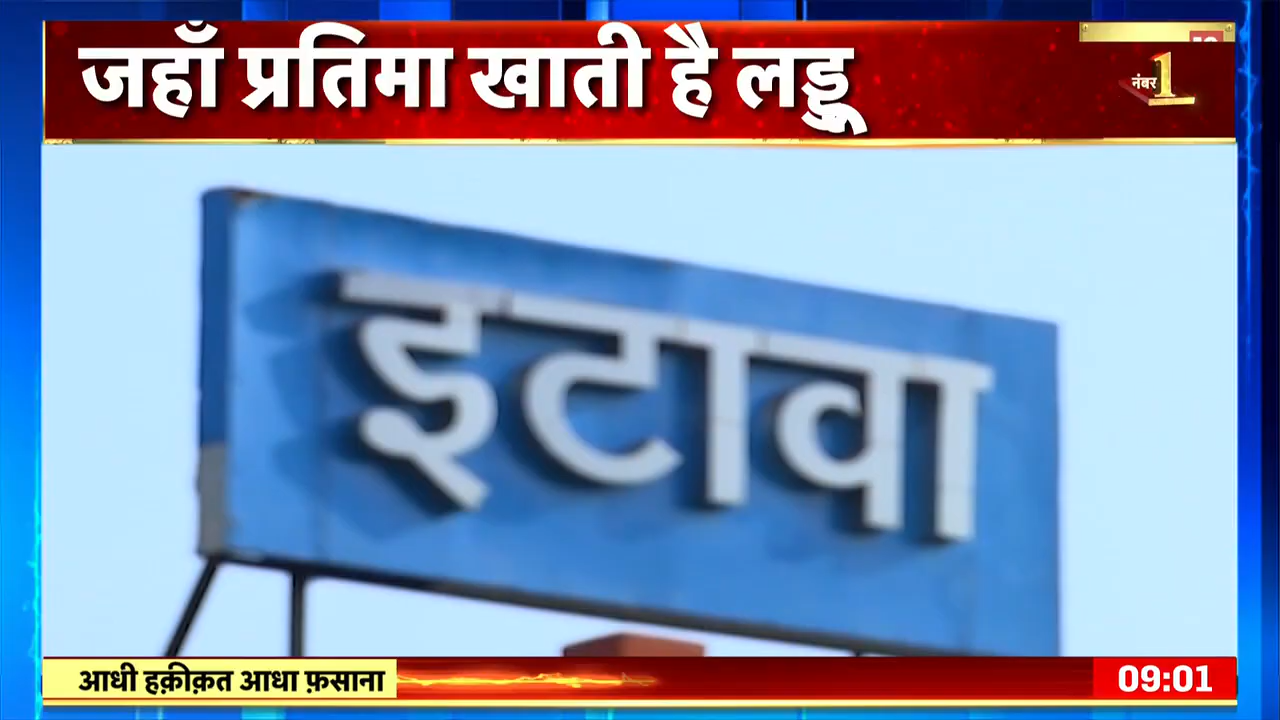 जहाँ प्रतिमा खाती है लड्डू
नंबर 1
इटावा
आधी हक़ीक़त आधा फ़साना
09:01